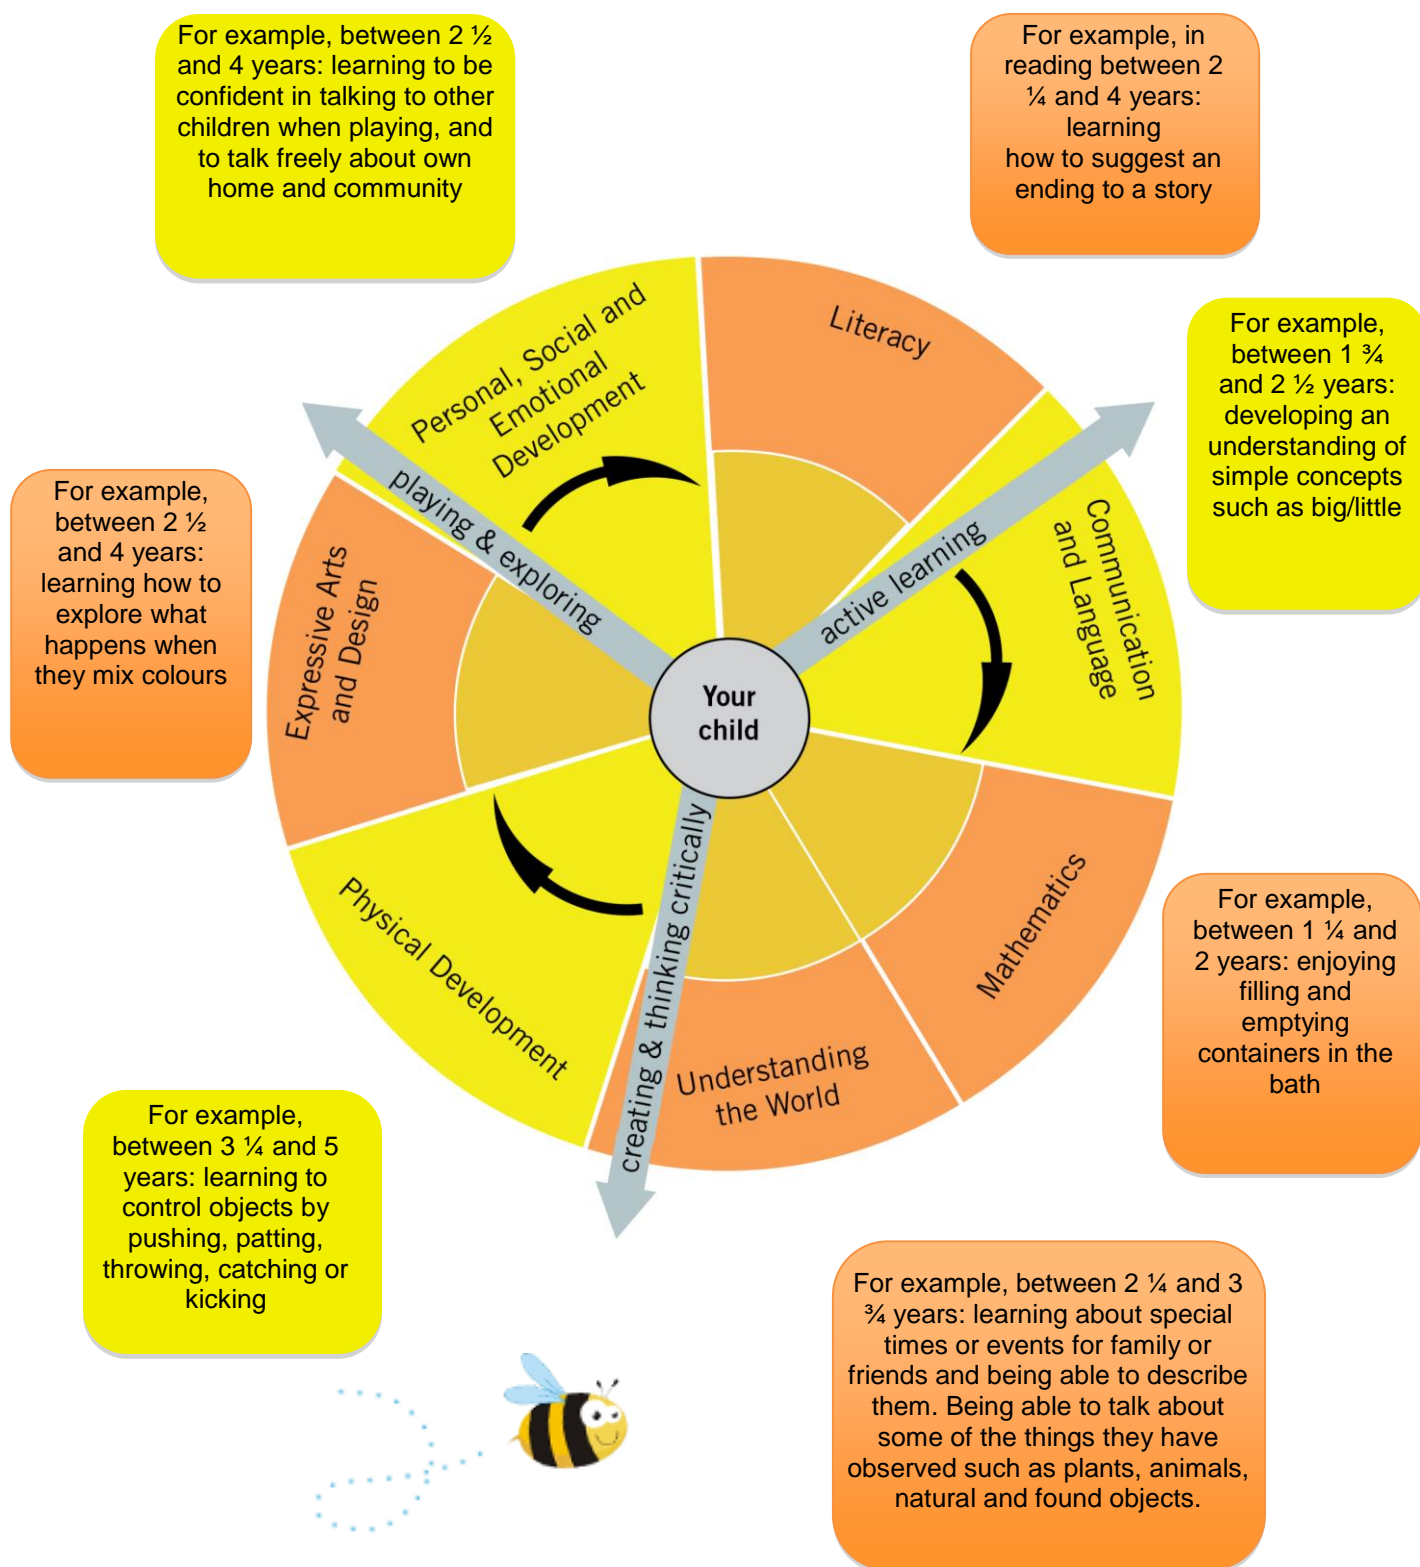 For example, between 2 ½
and 4 years: learning to be
confident in talking to other
children when playing, and
to talk freely about own
home and community
For example, in
reading between 2
¼ and 4 years:
learning
how to suggest an
ending to a story
For example,
between 1 ¾
and 2 ½ years:
developing an
understanding of
simple concepts
such as big/little
For example,
between 2 ½
and 4 years:
learning how to
explore what
happens when
they mix colours
Personal, Social and
Emotional
Development
Literacy
Communication
and Language
Mathematics
Understanding
the World
Physical Development
Expressive Arts
and Design
playing & exploring
active learning
creating & thinking critically
Your
child
For example,
between 1 ¼ and
2 years: enjoying
filling and
emptying
containers in the
bath
For example,
between 3 ¼ and 5
years: learning to
control objects by
pushing, patting,
throwing, catching or
kicking
For example, between 2 ¼ and 3
¾ years: learning about special
times or events for family or
friends and being able to describe
them. Being able to talk about
some of the things they have
observed such as plants, animals,
natural and found objects.